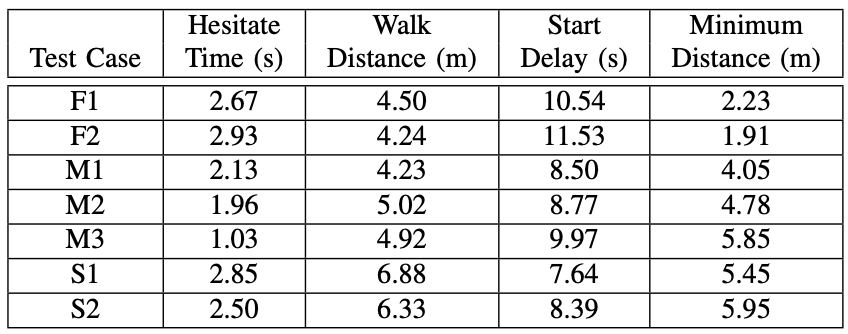 Test Case Hesitate Time (s) Walk Distance (m) Start Delay (s) Minimum Distance (m)
F1 2.67 4.50 10.54 2.23
F2 2.93 4.24 11.53 1.91
M1 2.13 4.23 8.50 4.05
M2 1.96 5.02 8.77 4.78
M3 1.03 4.92 9.97 5.85
S1 2.85 6.88 7.64 5.45
S2 2.50 6.33 8.39 5.95